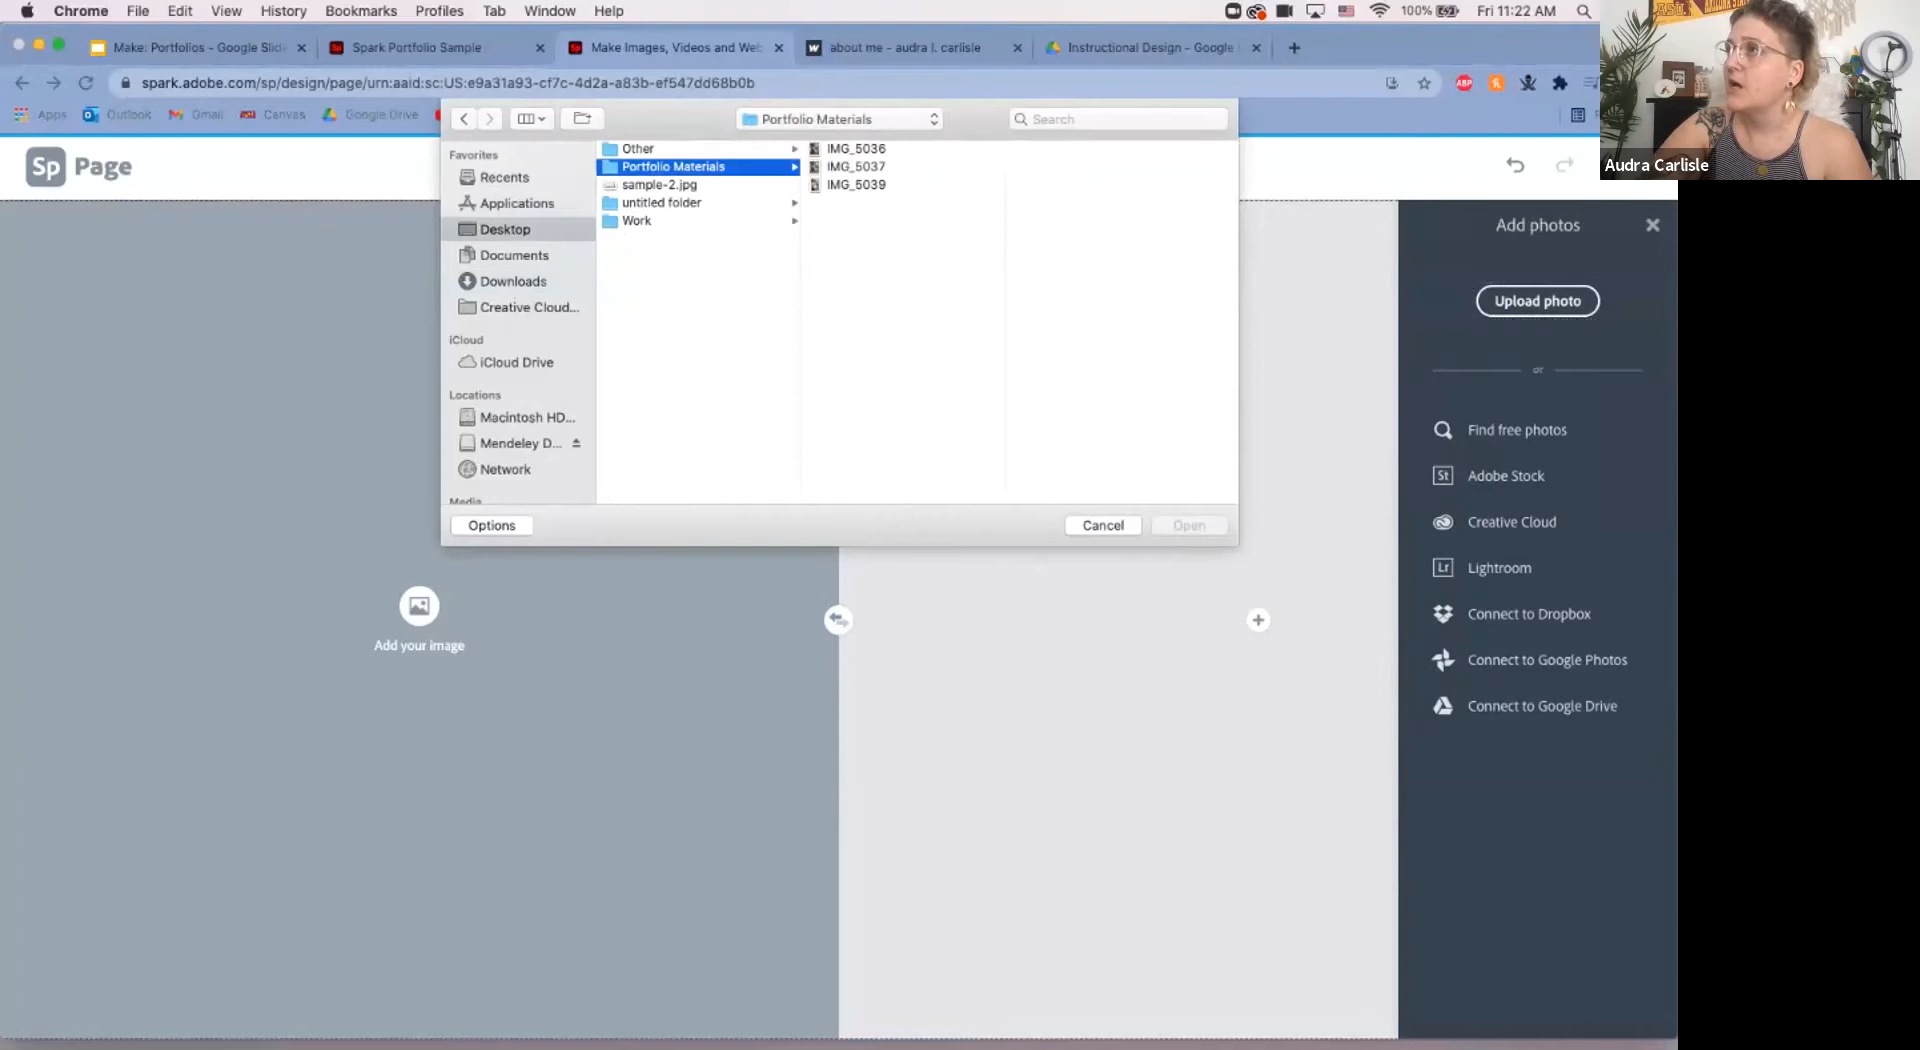 Chrome File Edit View History Bookmarks Profiles Tab Window Help 100% Fri 11:22 AM
Make: Portfolios - Google Slid Spark Portfolio Sample Make Images, Videos and Web about me - audra l. carlisle Instructional Design - Google
spark.adobe.com/sp/design/page/urn:aaid:sc:US:e9a31a93-cf7c-4d2a-a83b-ef547dd68b0b ABP
Apps Outlook Gmail ASU Canvas Google Drive
Portfolio Materials Search
Sp Page
Favorites
Recents
Applications
Desktop
Documents
Downloads
Creative Cloud...
iCloud
iCloud Drive
Locations
Macintosh HD...
Mendeley D...
Network
Media
Other
Portfolio Materials
sample-2.jpg
untitled folder
Work
IMG_5036
IMG_5037
IMG_5039
Options Cancel Open
Add your image
Add photos
Upload photo
or
Find free photos
St Adobe Stock
Creative Cloud
Lr Lightroom
Connect to Dropbox
Connect to Google Photos
Connect to Google Drive
ASU
Audra Carlisle